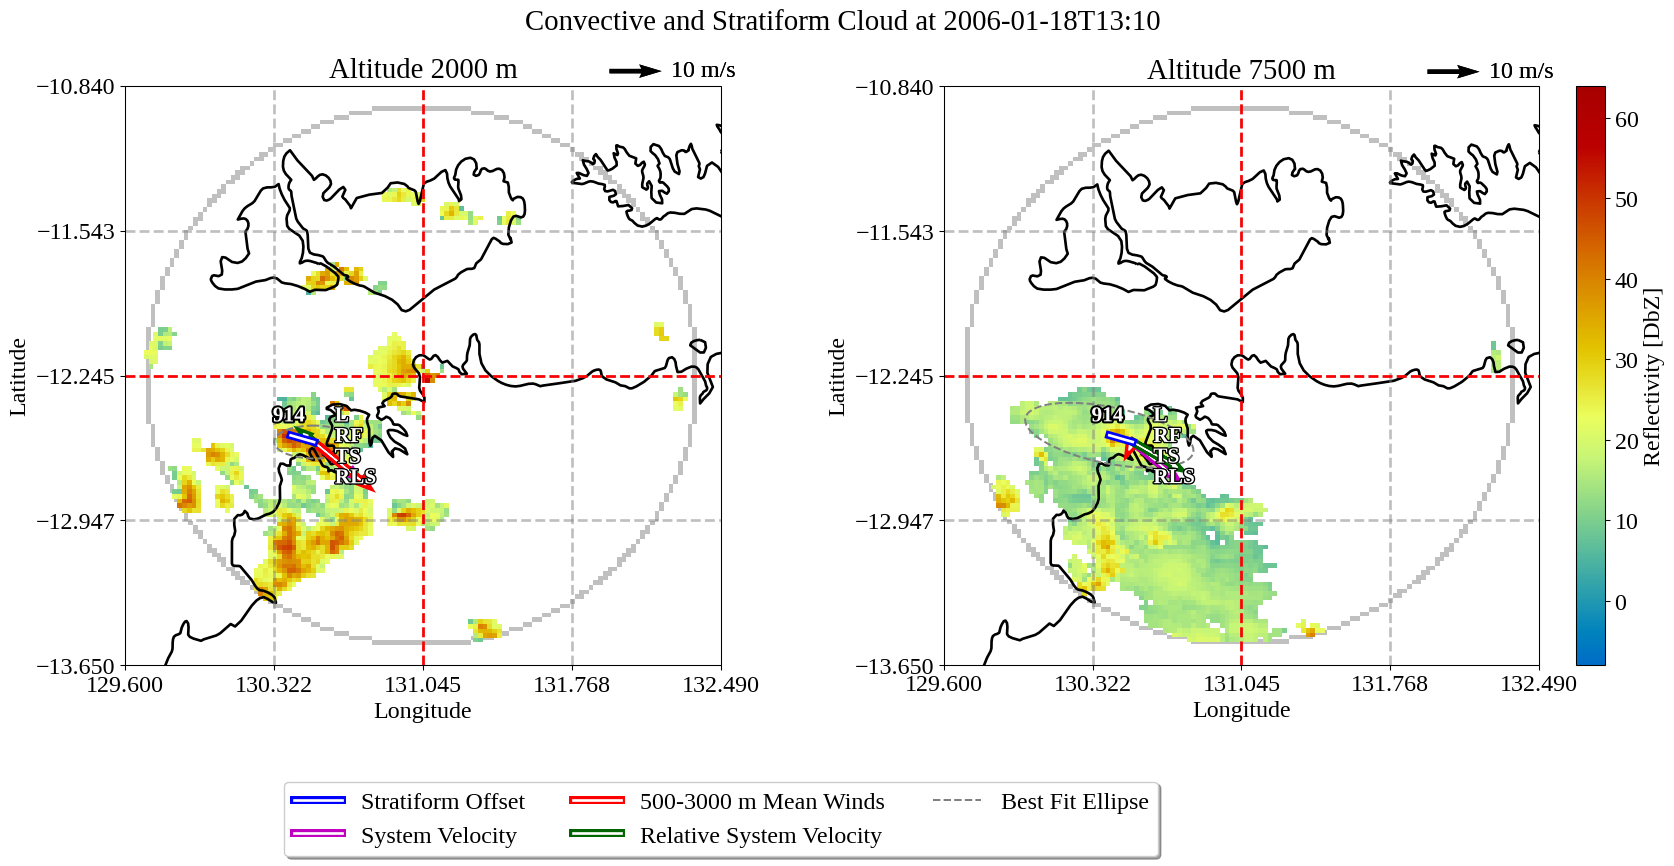 Convective and Stratiform Cloud at 2006-01-18T13:10
Altitude 2000 m
10 m/s
−10.840
−11.543
−12.245
−12.947
−13.650
Latitude
914
L
RF
TS
RLS
129.600
130.322
131.045
131.768
132.490
Longitude
Altitude 7500 m
10 m/s
−10.840
−11.543
−12.245
−12.947
−13.650
Latitude
914
L
RF
TS
RLS
129.600
130.322
131.045
131.768
132.490
Longitude
60
50
40
30
20
10
0
Reflectivity [DbZ]
Stratiform Offset
500-3000 m Mean Winds
Best Fit Ellipse
System Velocity
Relative System Velocity